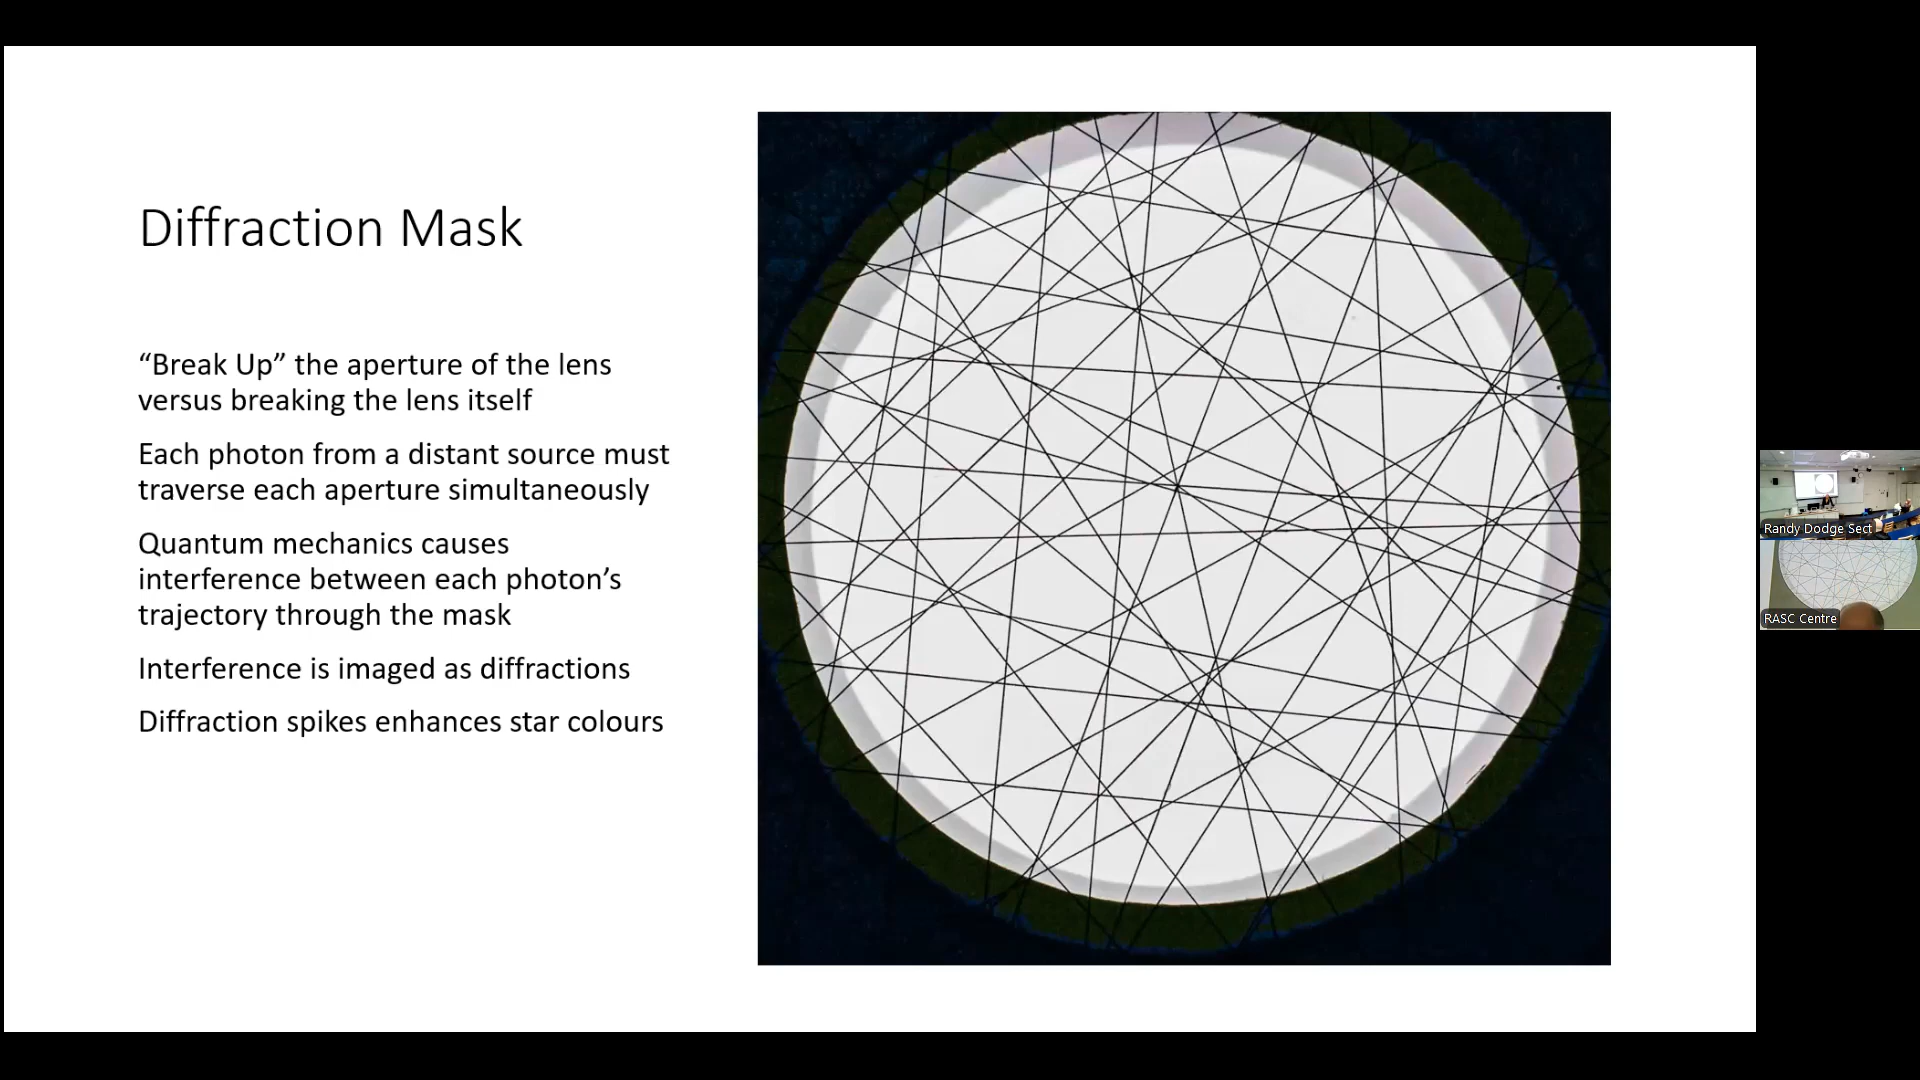 Diffraction Mask
“Break Up” the aperture of the lens
versus breaking the lens itself
Each photon from a distant source must
traverse each aperture simultaneously
Quantum mechanics causes
interference between each photon’s
trajectory through the mask
Interference is imaged as diffractions
Diffraction spikes enhances star colours
Randy Dodge Sect
RASC Centre